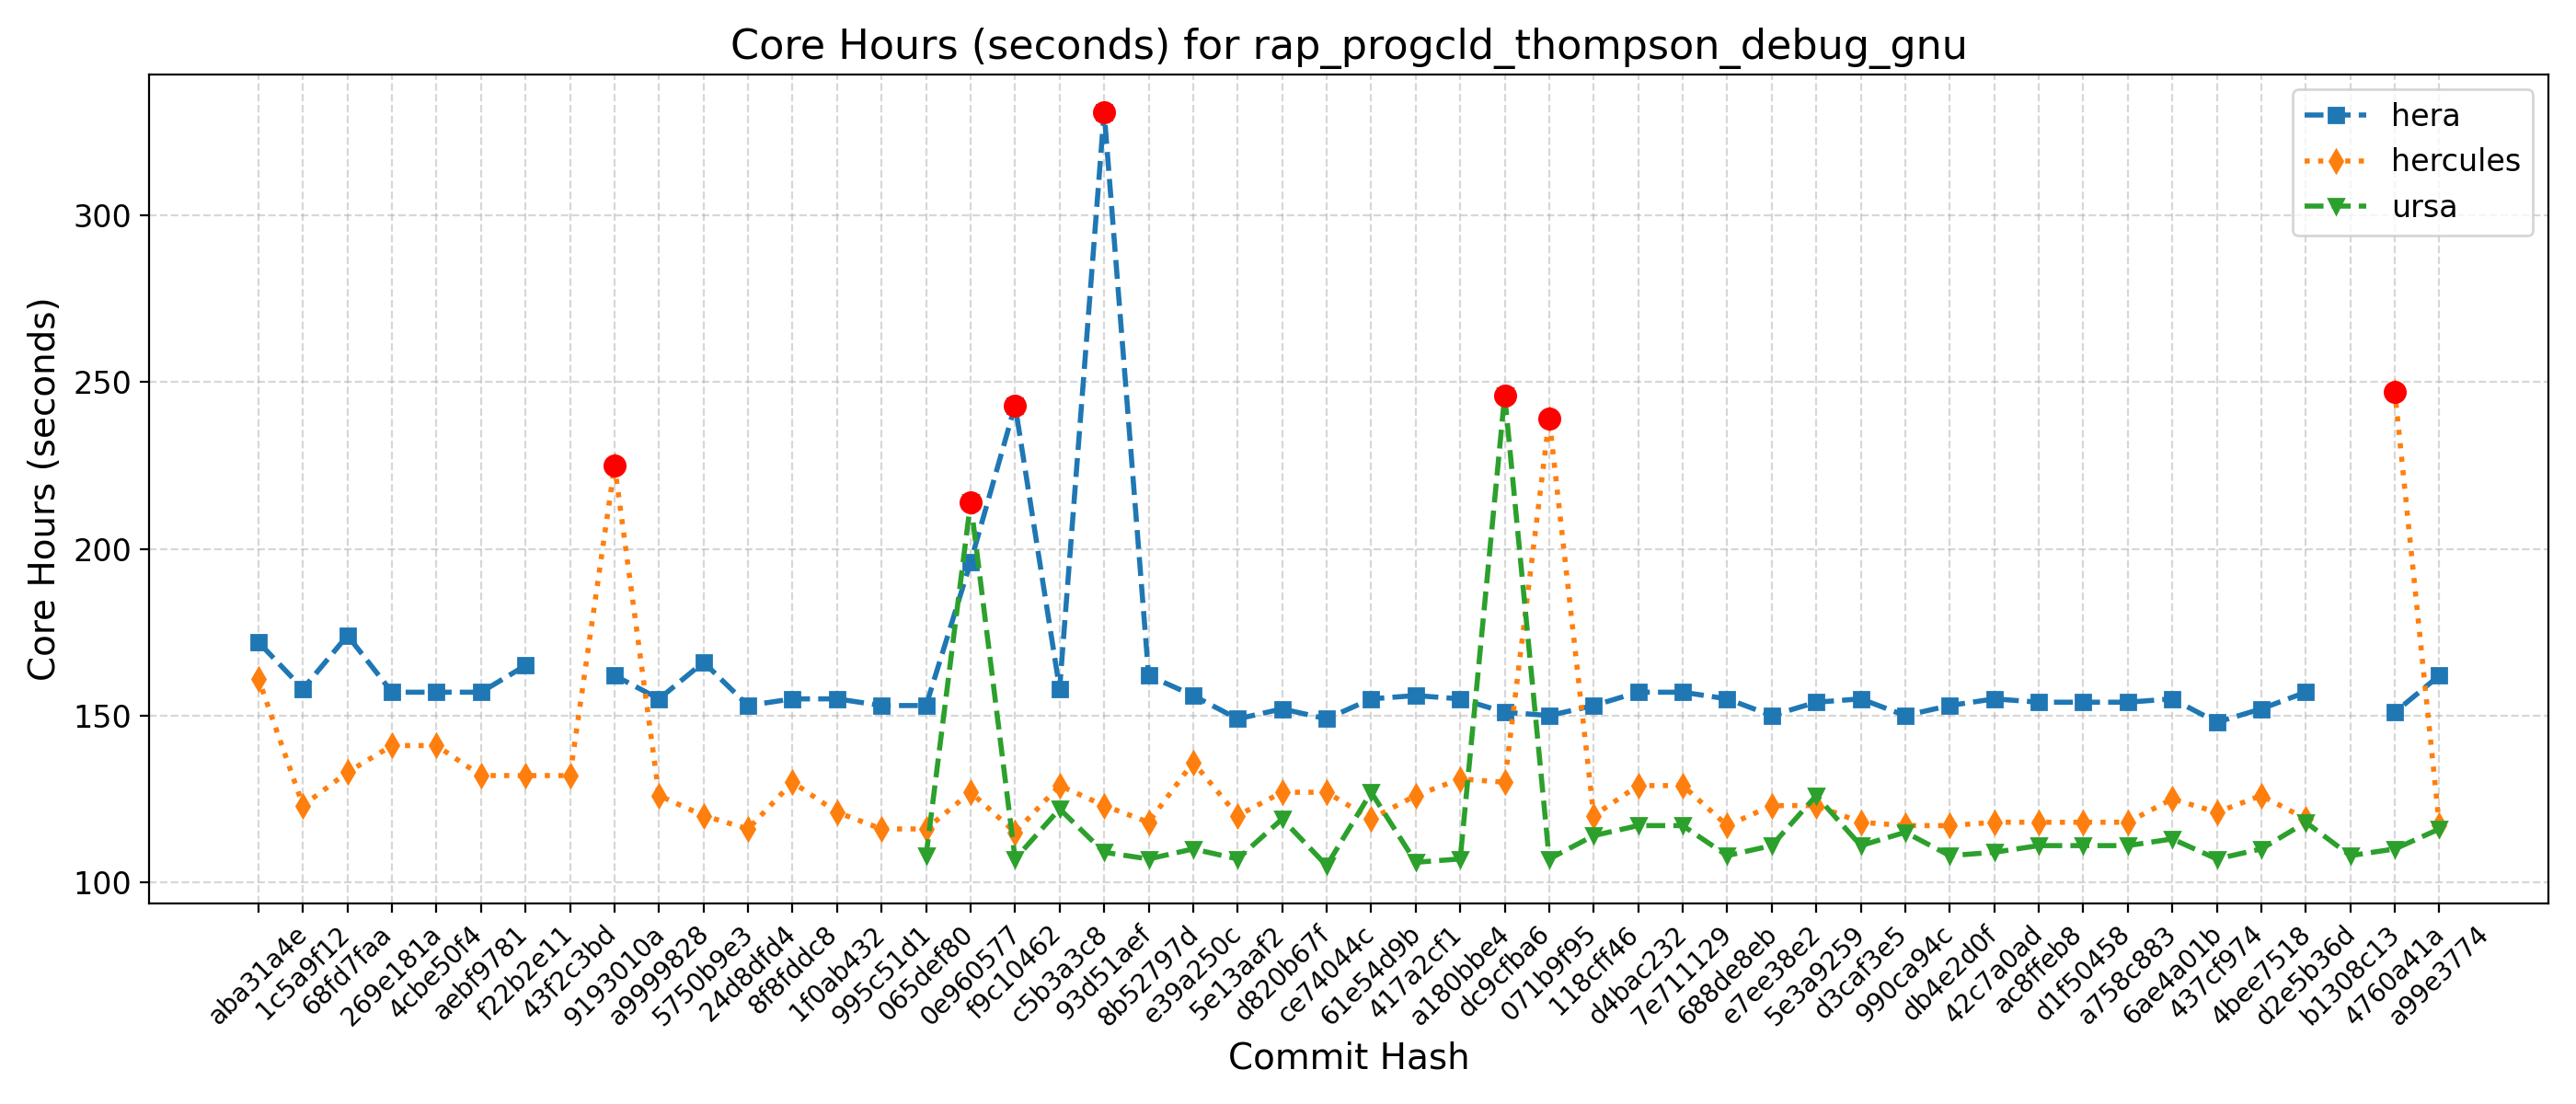 Core Hours (seconds) for rap_progcld_thompson_debug_gnu
hera
hercules
ursa
Core Hours (seconds)
300
250
200
150
100
aba31a4e
1c5a9f12
68fd7faa
269e181a
4cbe50f4
aebf9781
f22b2e11
43f2c3bd
9193010a
a9999828
5750b9e3
24d8dfd4
8f8fddc8
1f0ab432
995c51d1
065def80
0e960577
f9c10462
c5b3a3c8
93d51aef
8b52797d
e39a250c
5e13aaf2
d820b67f
ce74044c
61e54d9b
417a2cf1
a180bbe4
dc9cfba6
071b9f95
118cff46
d4bac232
7e711129
688de8eb
e7ee38e2
5e3a9259
d3caf3e5
990ca94c
db4e2d0f
42c7a0ad
ac8ffeb8
d1f50458
a758c883
6ae4a01b
437cf974
4bee7518
d2e5b36d
b1308c13
4760a41a
a99e3774
Commit Hash